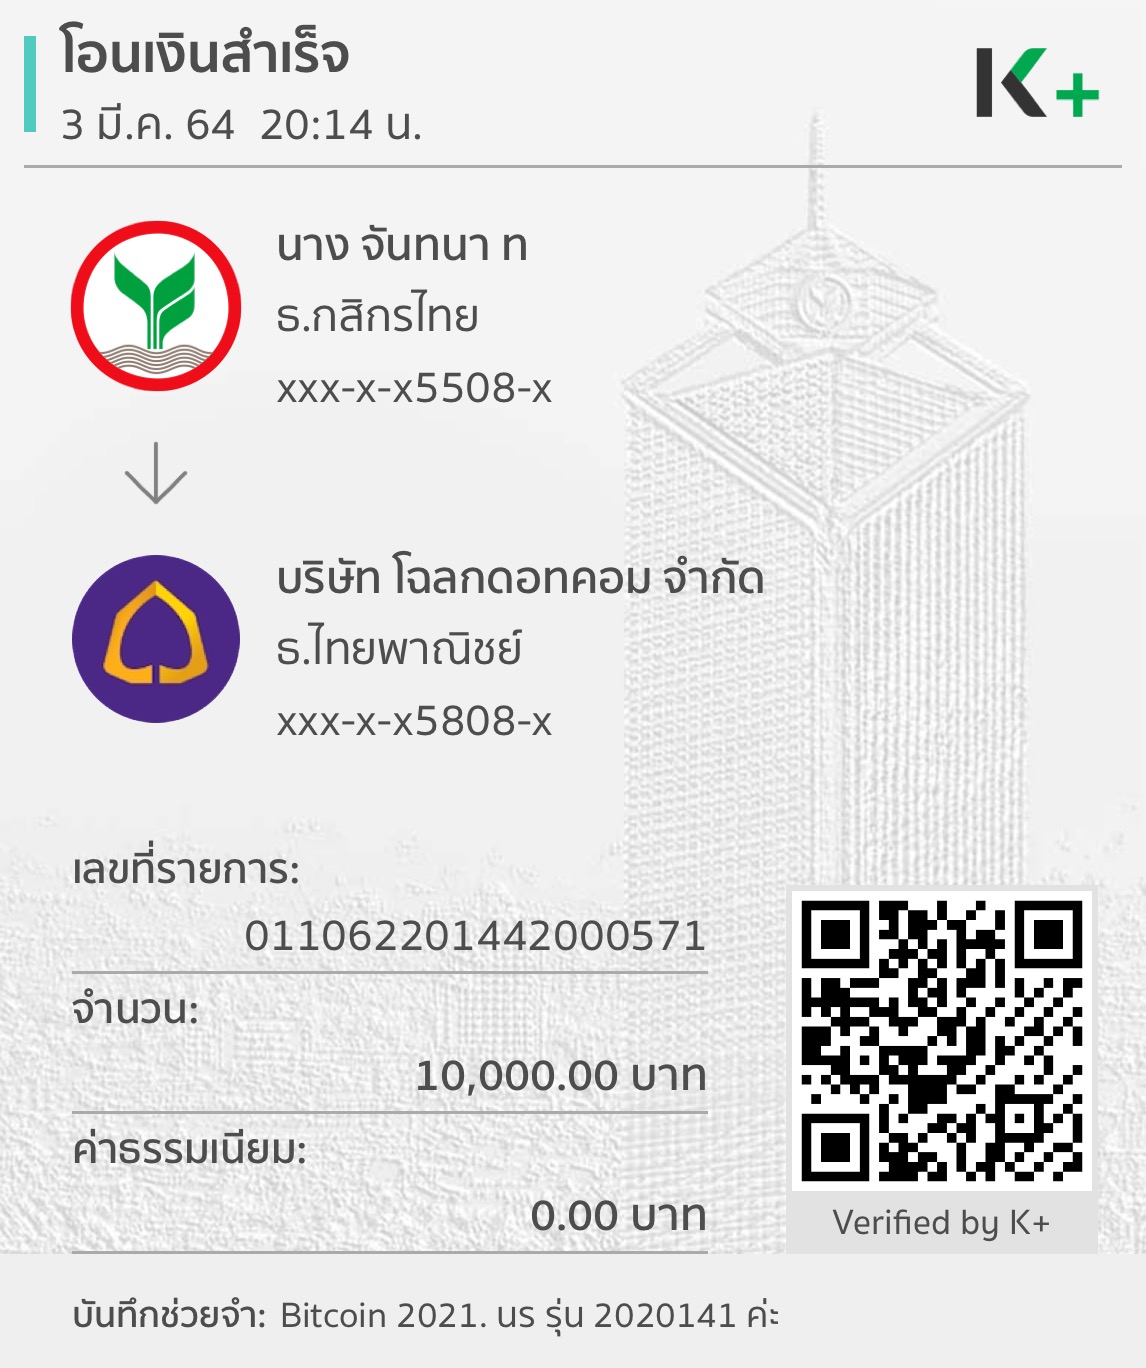 โอนเงินสำเร็จ
3 มี.ค. 64 20:14 น.
K+
นาง จันทนา ท
ธ.กสิกรไทย
xxx-x-x5508-x
บริษัท โฉลกดอทคอม จำกัด
ธ.ไทยพาณิชย์
xxx-x-x5808-x
เลขที่รายการ:
011062201442000571
จำนวน:
10,000.00 บาท
ค่าธรรมเนียม:
0.00 บาท
Verified by K+
บันทึกช่วยจำ: Bitcoin 2021. นร รุ่น 2020141 ค่ะ